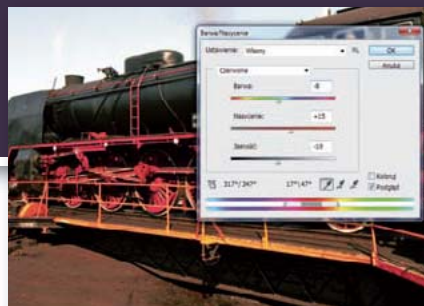 Barwa/Nasycenie
Ustawienie: Własny
OK
Anuluj
Czerwone
Barwa: -8
Nasycenie: +15
Jasność: -10
Koloruj
Podgląd
317°/347° 17°\47°